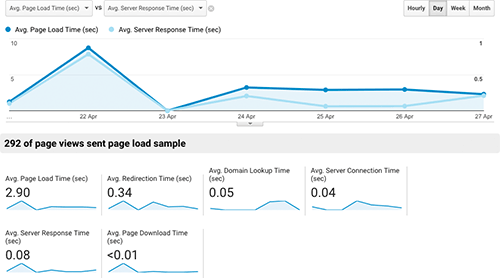 Avg. Page Load Time (sec) vs Avg. Server Response Time (sec)
Hourly Day Week Month
Avg. Page Load Time (sec) Avg. Server Response Time (sec)
10 1
5 0.5
... 22 Apr 23 Apr 24 Apr 25 Apr 26 Apr 27 Apr
292 of page views sent page load sample
Avg. Page Load Time (sec)
2.90
Avg. Redirection Time (sec)
0.34
Avg. Domain Lookup Time
(sec)
0.05
Avg. Server Connection Time
(sec)
0.04
Avg. Server Response Time
(sec)
0.08
Avg. Page Download Time
(sec)
<0.01